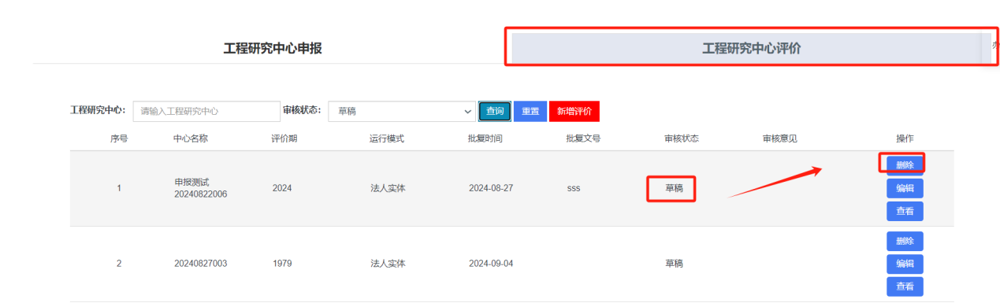 工程研究中心申报 工程研究中心评价
工程研究中心： 请输入工程研究中心 审核状态： 草稿 查询 重置 新增评价
序号 中心名称 评价期 运行模式 批复时间 批复文号 审核状态 审核意见 操作
删除
1 申报测试 20240822006 2024 法人实体 2024-08-27 sss 草稿 编辑
查看
删除
2 20240827003 1979 法人实体 2024-09-04 草稿 编辑
查看